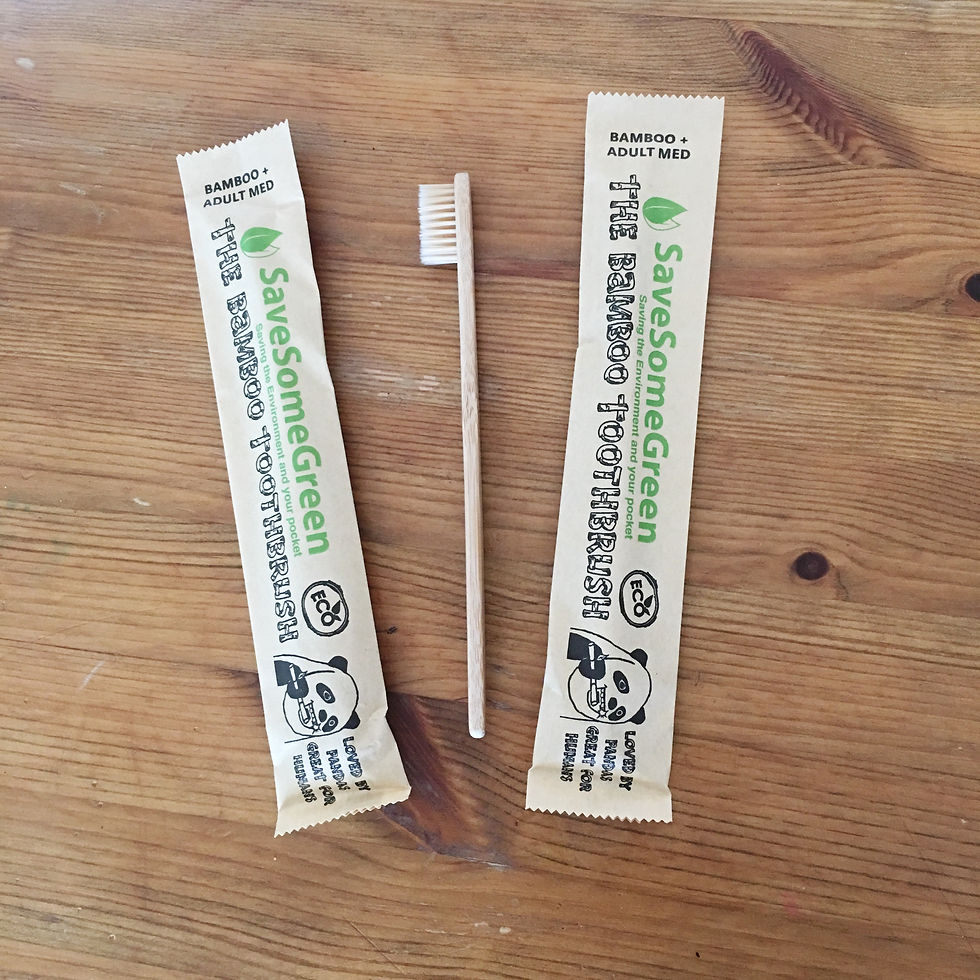 BAMBOO +
ADULT MED
SaveSomeGreen
Saving the Environment and your pocket
THE BAMBOO TOOTHBRUSH
ECO
LOVED BY
PANDAS
GREAT FOR
HUMANS
BAMBOO +
ADULT MED
SaveSomeGreen
Saving the Environment and your pocket
THE BAMBOO TOOTHBRUSH
ECO
LOVED BY
PANDAS
GREAT FOR
HUMANS